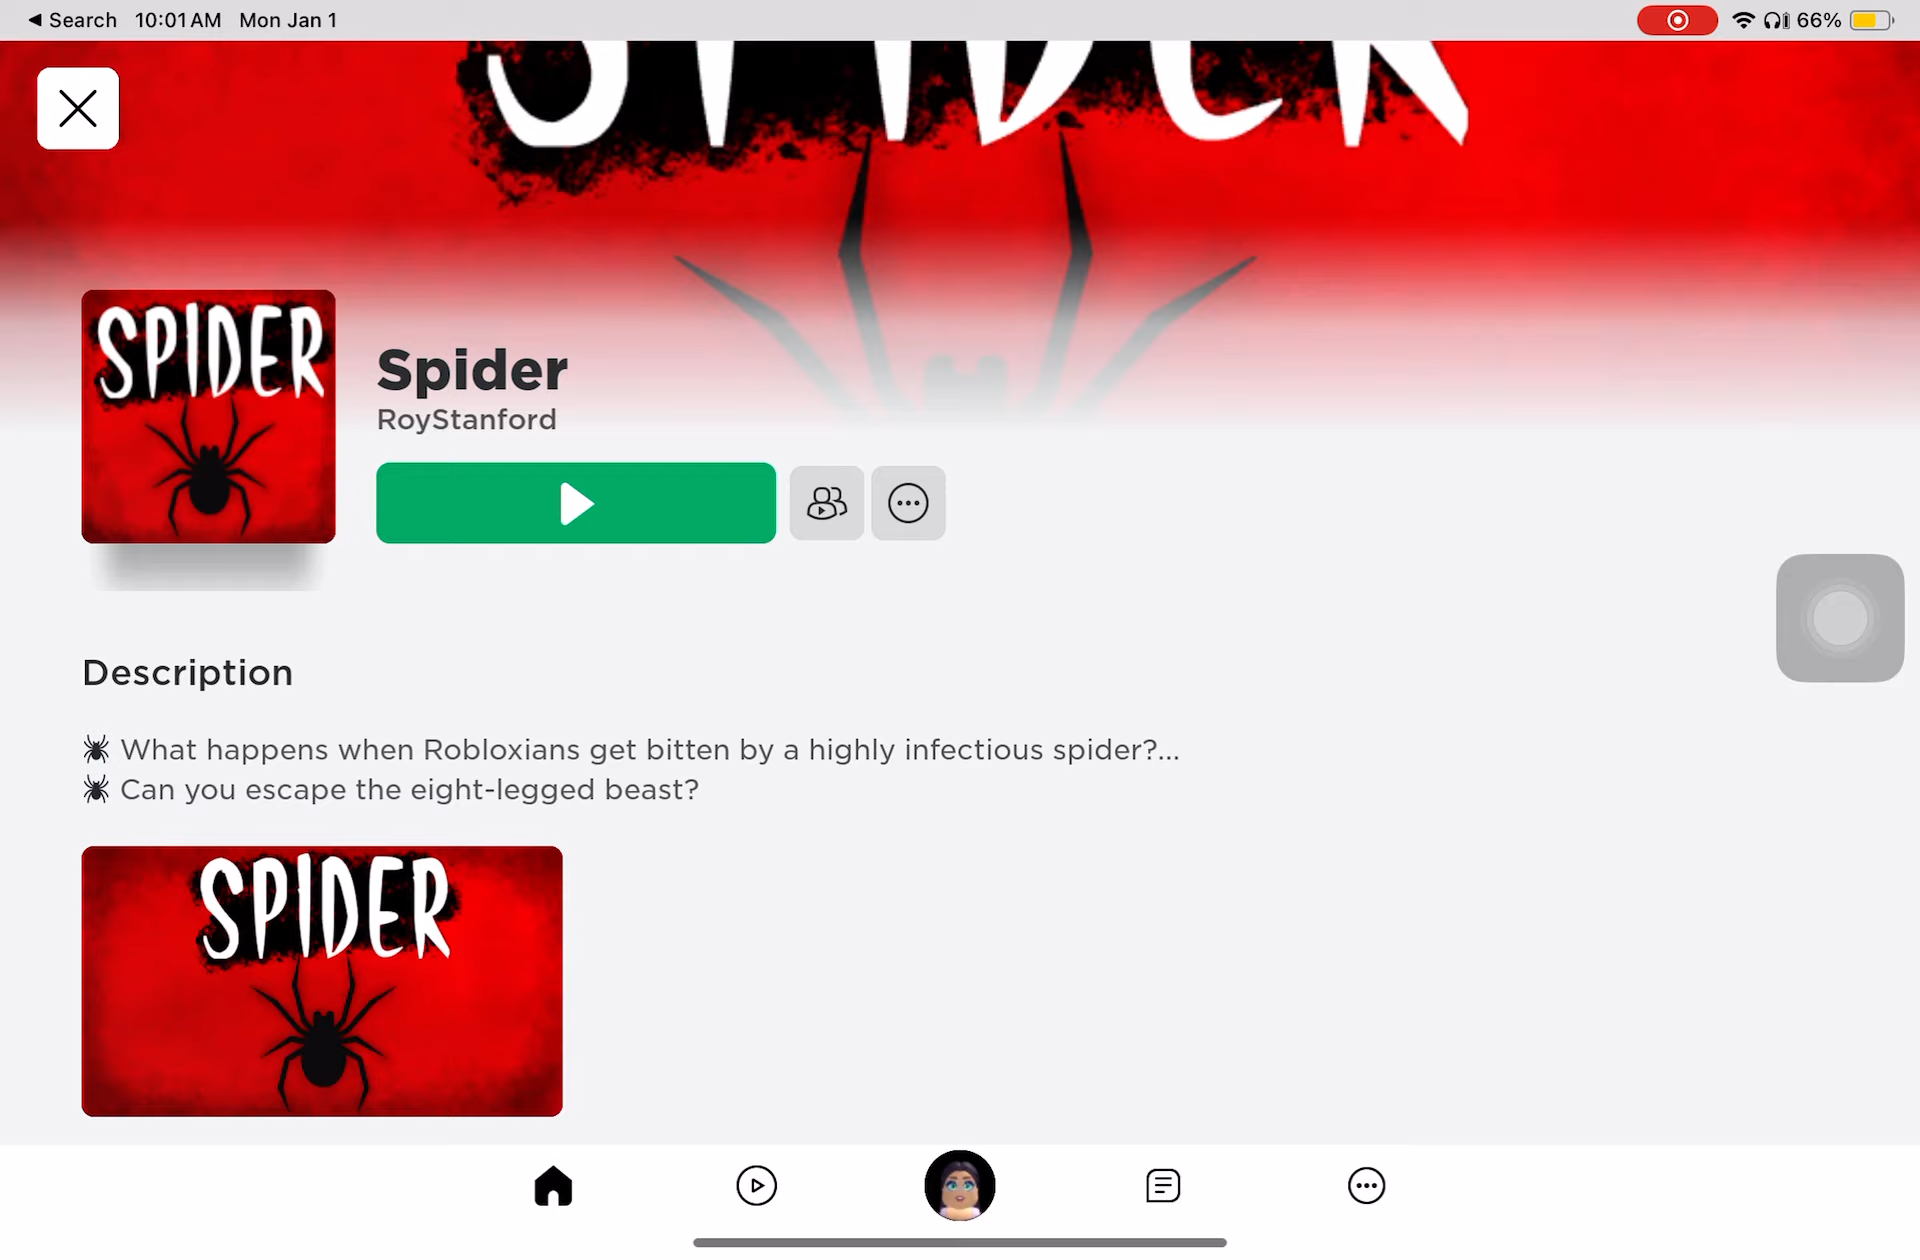 Search 10:01 AM Mon Jan 1 66%
SPIDER
SPIDER
Spider
RoyStanford
Description
🕷 What happens when Robloxians get bitten by a highly infectious spider?...
🕷 Can you escape the eight-legged beast?
SPIDER